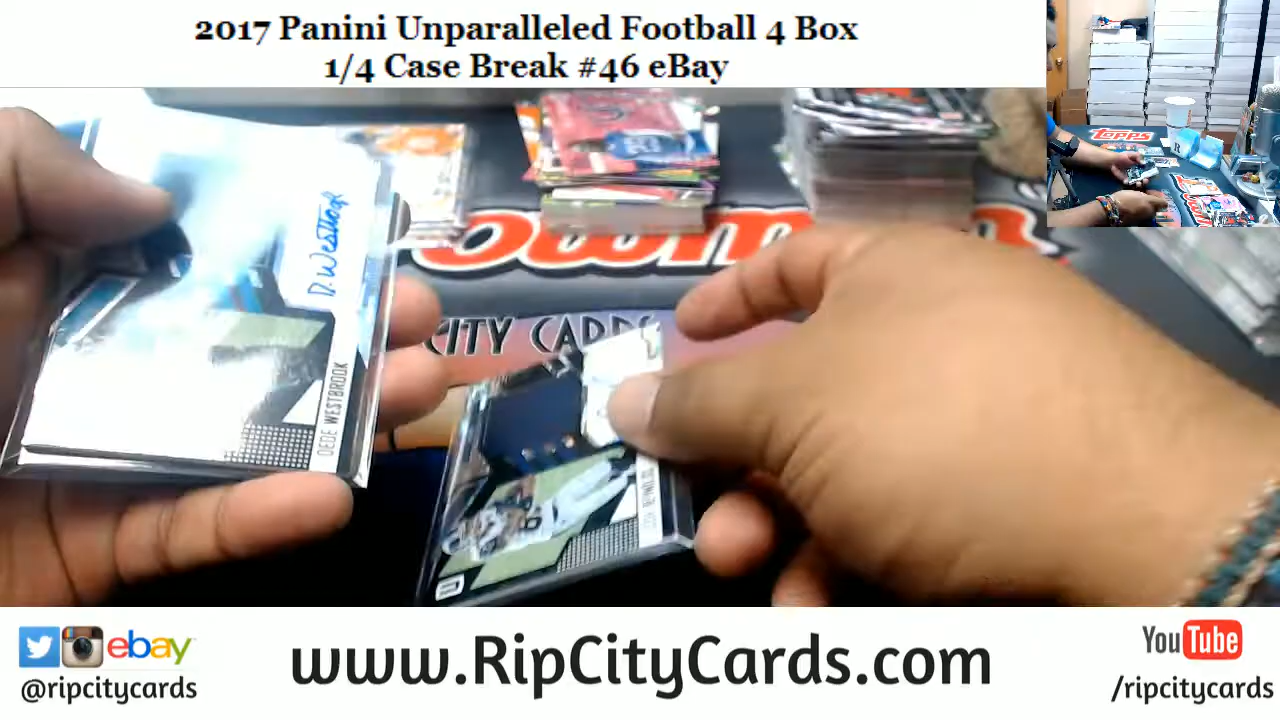 2017 Panini Unparalleled Football 4 Box
1/4 Case Break #46 eBay
topps
D. Westbrook
DEDE WESTBROOK
CITY CARDS
ebay
@ripcitycards
www.RipCityCards.com
YouTube
/ripcitycards